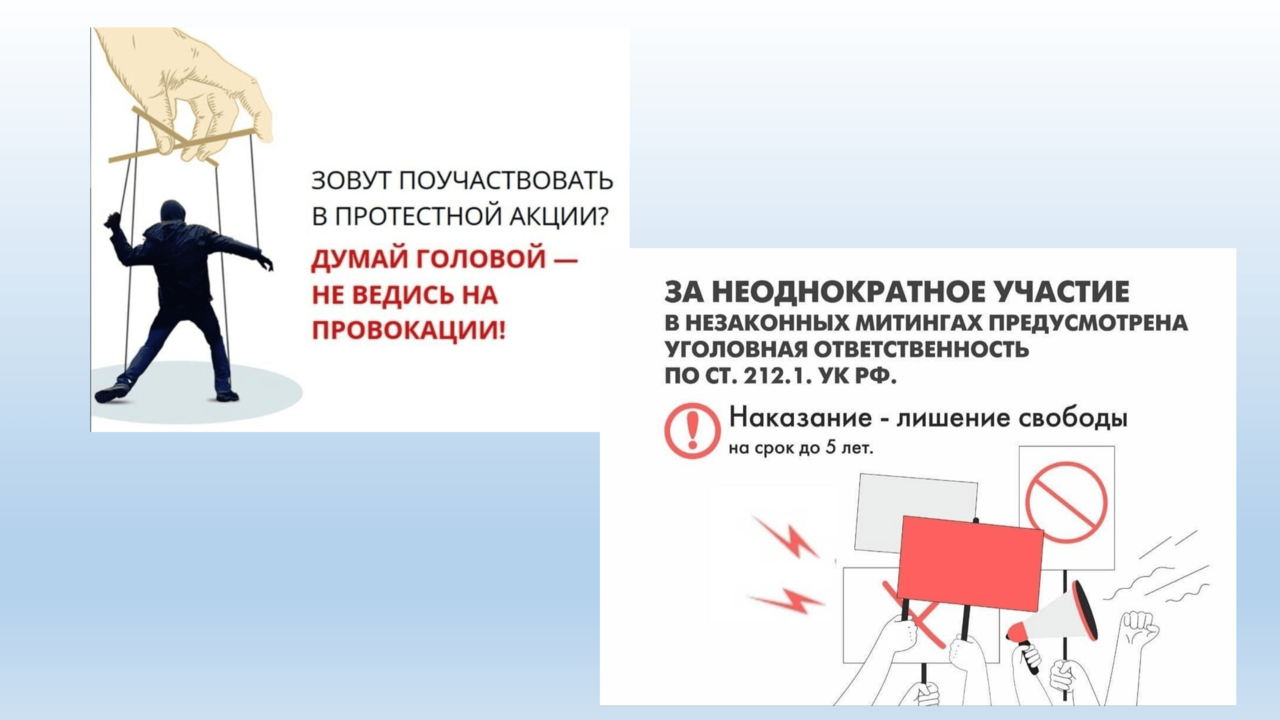 ЗОВУТ ПОУЧАСТВОВАТЬ
В ПРОТЕСТНОЙ АКЦИИ?
ДУМАЙ ГОЛОВОЙ —
НЕ ВЕДИСЬ НА
ПРОВОКАЦИИ!
ЗА НЕОДНОКРАТНОЕ УЧАСТИЕ
В НЕЗАКОННЫХ МИТИНГАХ ПРЕДУСМОТРЕНА
УГОЛОВНАЯ ОТВЕТСТВЕННОСТЬ
ПО СТ. 212.1. УК РФ.
Наказание - лишение свободы
на срок до 5 лет.